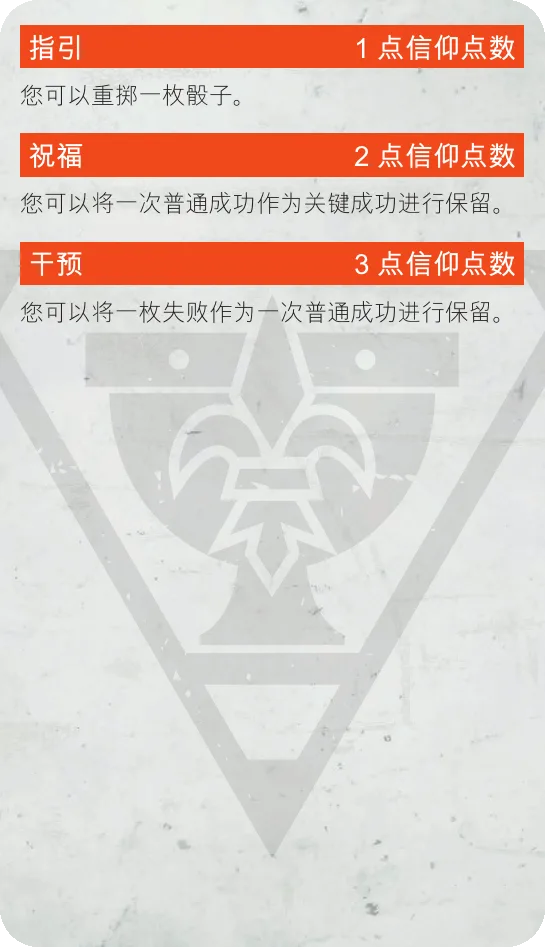 指引 1 点信仰点数
您可以重掷一枚骰子。
祝福 2 点信仰点数
您可以将一次普通成功作为关键成功进行保留。
干预 3 点信仰点数
您可以将一枚失败作为一次普通成功进行保留。